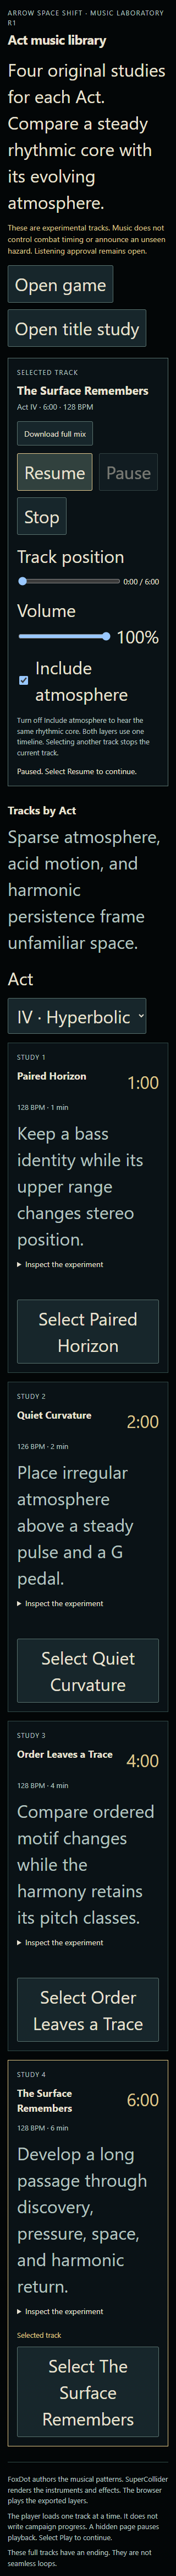 ARROW SPACE SHIFT · MUSIC LABORATORY
R1
Act music library
Four original studies
for each Act.
Compare a steady
rhythmic core with
its evolving
atmosphere.
These are experimental tracks. Music does not
control combat timing or announce an unseen
hazard. Listening approval remains open.
Open game
Open title study
SELECTED TRACK
The Surface Remembers
Act IV · 6:00 · 128 BPM
Download full mix
Resume
Pause
Stop
Track position
0:00 / 6:00
Volume
100%
Include
atmosphere
Turn off Include atmosphere to hear the
same rhythmic core. Both layers use one
timeline. Selecting another track stops the
current track.
Paused. Select Resume to continue.
Tracks by Act
Sparse atmosphere,
acid motion, and
harmonic
persistence frame
unfamiliar space.
Act
IV · Hyperbolic
STUDY 1
Paired Horizon
1:00
128 BPM · 1 min
Keep a bass
identity while its
upper range
changes stereo
position.
Inspect the experiment
Select Paired
Horizon
STUDY 2
Quiet Curvature
2:00
126 BPM · 2 min
Place irregular
atmosphere
above a steady
pulse and a G
pedal.
Inspect the experiment
Select Quiet
Curvature
STUDY 3
Order Leaves a Trace
4:00
128 BPM · 4 min
Compare ordered
motif changes
while the
harmony retains
its pitch classes.
Inspect the experiment
Select Order
Leaves a Trace
STUDY 4
The Surface
Remembers
6:00
128 BPM · 6 min
Develop a long
passage through
discovery,
pressure, space,
and harmonic
return.
Inspect the experiment
Selected track
Select The
Surface
Remembers
FoxDot authors the musical patterns. SuperCollider
renders the instruments and effects. The browser
plays the exported layers.
The player loads one track at a time. It does not
write campaign progress. A hidden page pauses
playback. Select Play to continue.
These full tracks have an ending. They are not
seamless loops.